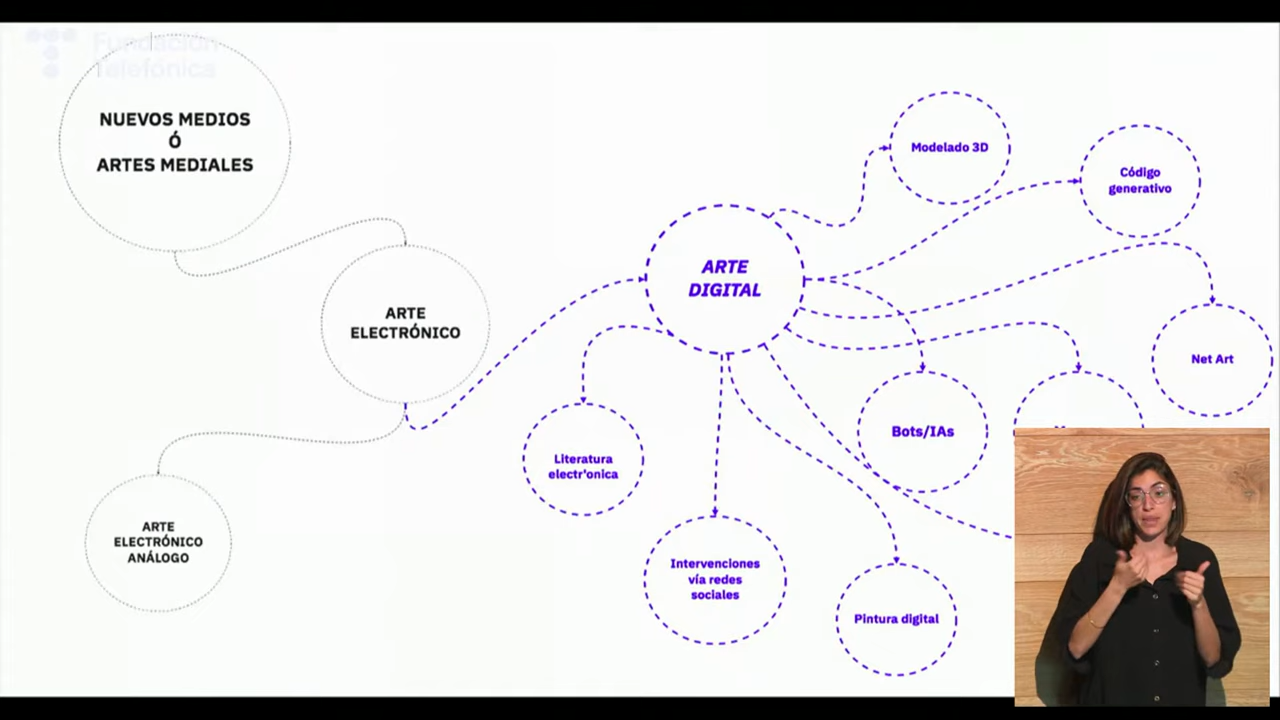 Fundación
Telefónica
NUEVOS MEDIOS
Ó
ARTES MEDIALES
ARTE
ELECTRÓNICO
ARTE
ELECTRÓNICO
ANÁLOGO
ARTE
DIGITAL
Modelado 3D
Código
generativo
Net Art
Bots/IAs
Literatura
electr'onica
Intervenciones
vía redes
sociales
Pintura digital